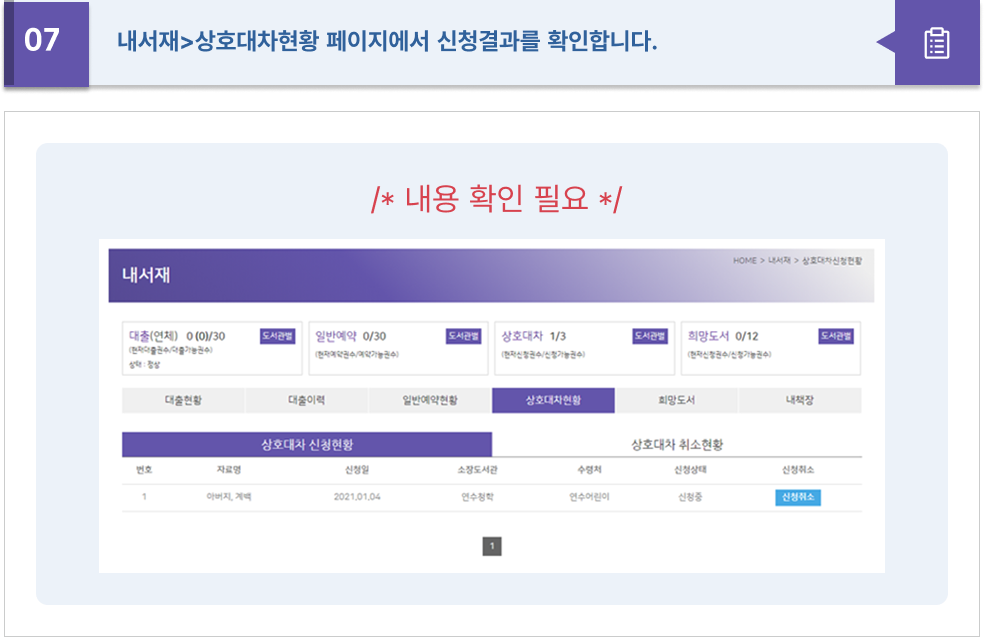 07
내서재>상호대차현황 페이지에서 신청결과를 확인합니다.
/* 내용 확인 필요 */
내서재
HOME > 내서재 > 상호대차신청현황
대출(연체) 0 (0)/30 도서관별
(현재대출권수/대출가능권수)
상태 : 정상
일반예약 0/30 도서관별
(현재예약권수/예약가능권수)
상호대차 1/3 도서관별
(현재신청권수/신청가능권수)
희망도서 0/12 도서관별
(현재신청권수/신청가능권수)
대출현황 대출이력 일반예약현황 상호대차현황 희망도서 내책장
상호대차 신청현황 상호대차 취소현황
번호 자료명 신청일 소장도서관 수령처 신청상태 신청취소
1 아버지, 계백 2021.01.04 연수청학 연수어린이 신청중 신청취소
1